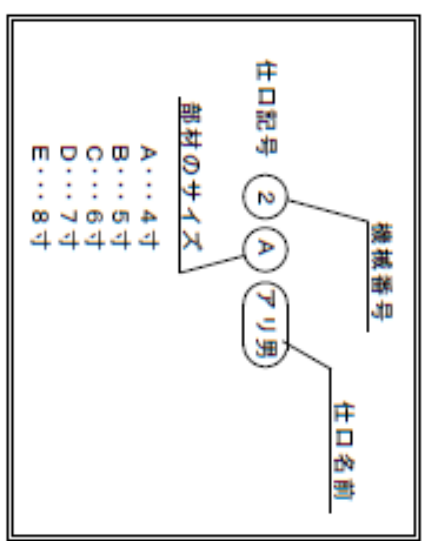 機械番号
仕口記号 2 A アリ男
仕口名前
部材のサイズ
A・・・4寸
B・・・5寸
C・・・6寸
D・・・7寸
E・・・8寸